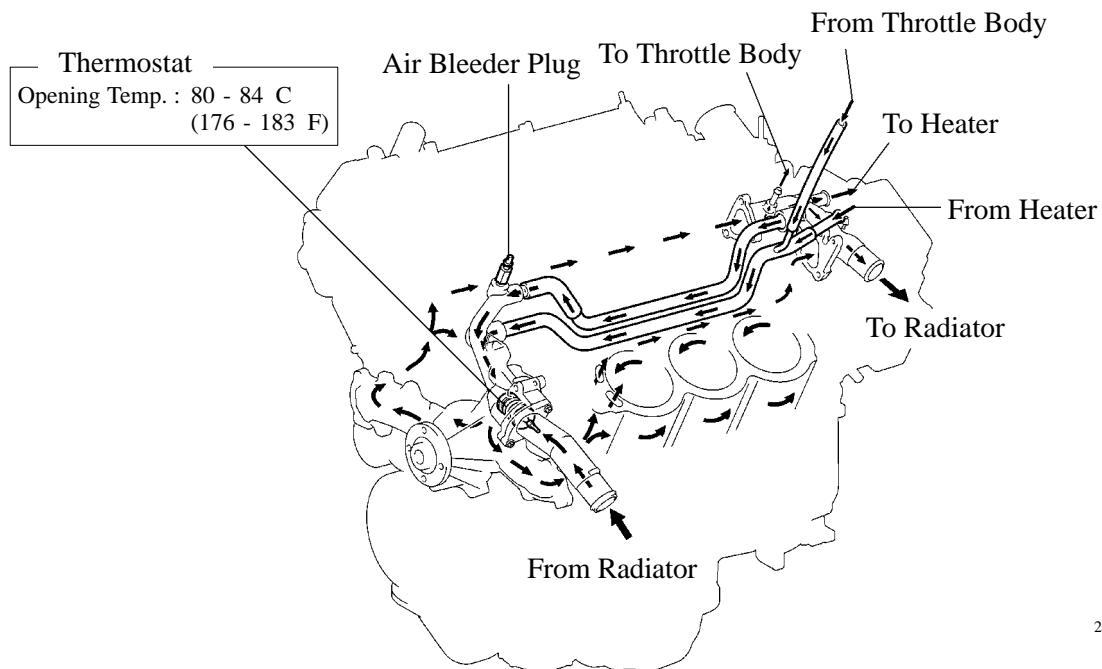 From Throttle Body
To Throttle Body
Thermostat
Air Bleeder Plug
Opening Temp. : 80 - 84 C
(176 - 183 F)
To Heater
From Heater
To Radiator
From Radiator
2